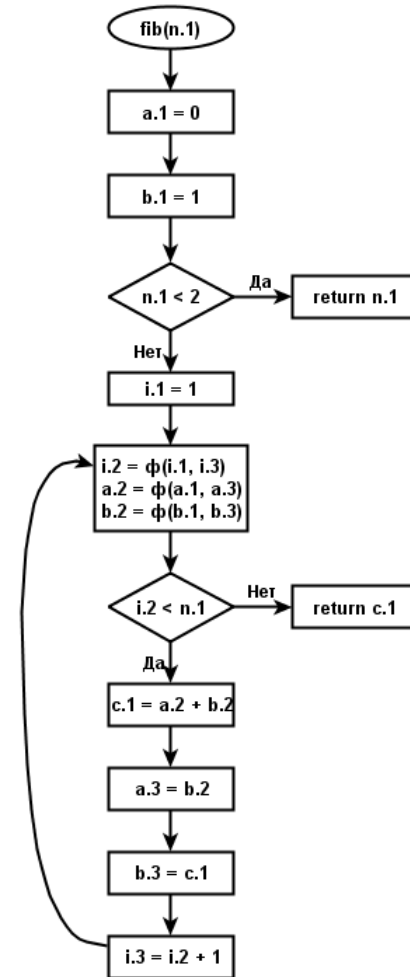 fib(n.1)
a.1 = 0
b.1 = 1
n.1 < 2
Да
return n.1
Нет
i.1 = 1
i.2 = ф(i.1, i.3)
a.2 = ф(a.1, a.3)
b.2 = ф(b.1, b.3)
i.2 < n.1
Нет
return c.1
Да
c.1 = a.2 + b.2
a.3 = b.2
b.3 = c.1
i.3 = i.2 + 1